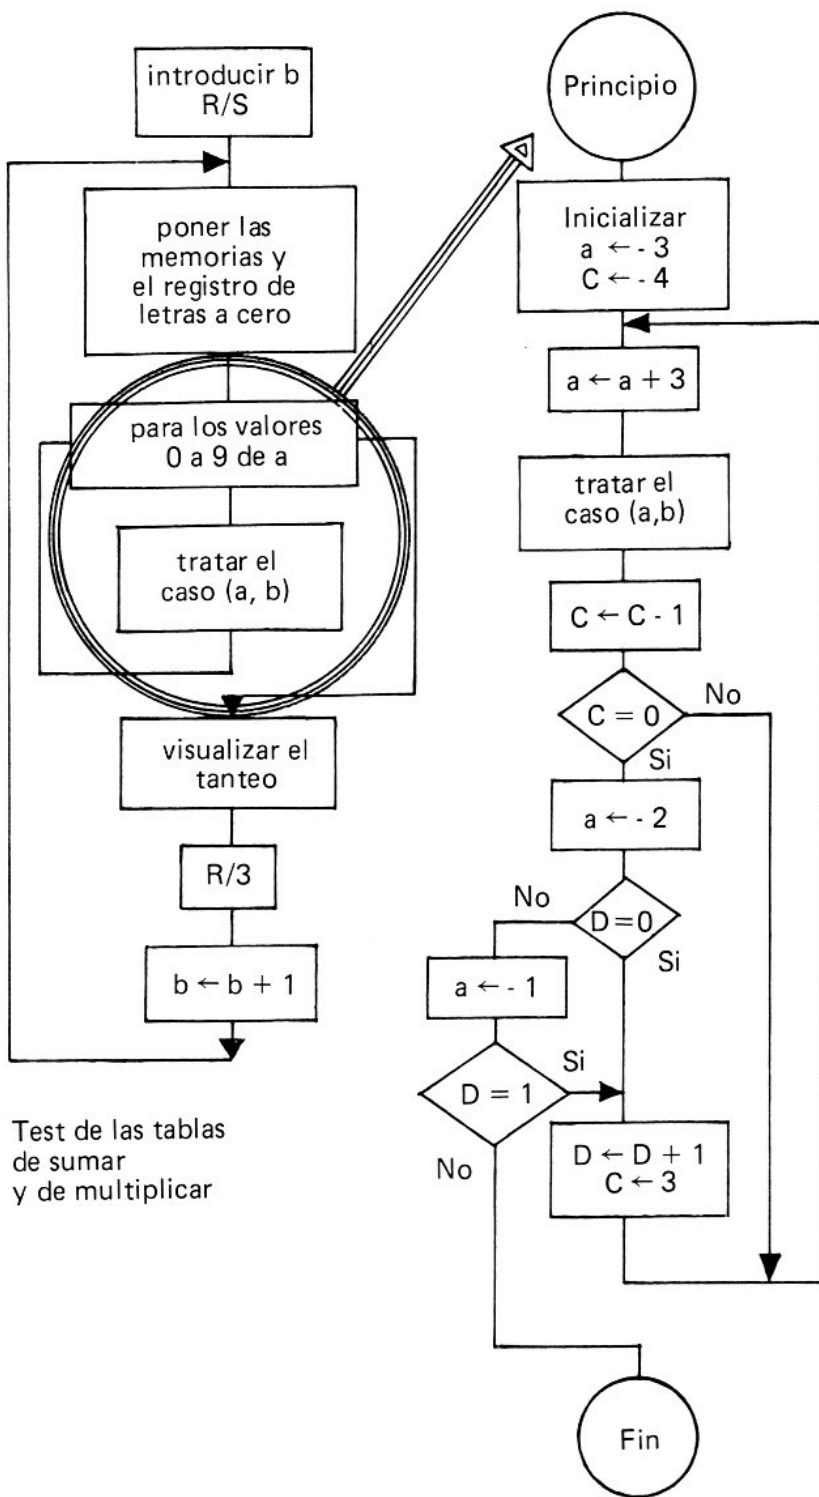 introducir b
R/S
poner las
memorias y
el registro de
letras a cero
para los valores
0 a 9 de a
tratar el
caso (a, b)
visualizar el
tanteo
R/3
b ← b + 1
Test de las tablas
de sumar
y de multiplicar
Principio
Inicializar
a ← - 3
C ← - 4
a ← a + 3
tratar el
caso (a,b)
C ← C - 1
C = 0
No
Si
a ← - 2
D=0
No
Si
a ← - 1
D = 1
Si
No
D ← D + 1
C ← 3
Fin